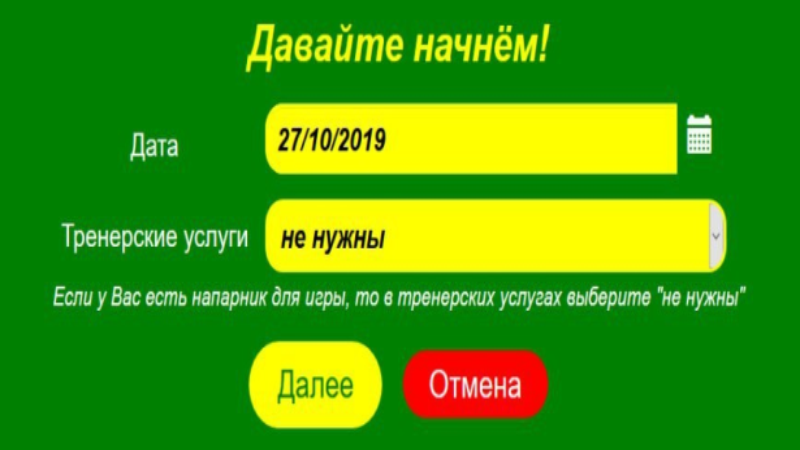 Давайте начнём!
Дата
27/10/2019
Тренерские услуги
не нужны
Если у Вас есть напарник для игры, то в тренерских услугах выберите "не нужны"
Далее
Отмена